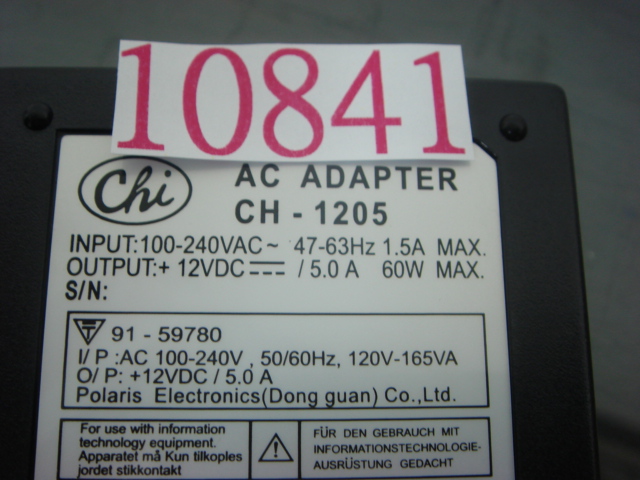 10841
Chi
AC ADAPTER
CH - 1205
INPUT:100-240VAC~ 47-63Hz 1.5A MAX.
OUTPUT:+ 12VDC / 5.0 A 60W MAX.
S/N:
91 - 59780
I/ P :AC 100-240V , 50/60Hz, 120V-165VA
O/ P: +12VDC / 5.0 A
Polaris Electronics(Dong guan) Co.,Ltd.
For use with information
technology equipment.
Apparatet må Kun tilkoples
jordet stikkontakt
FÜR DEN GEBRAUCH MIT
INFORMATIONSTECHNOLOGIE-
AUSRÜSTUNG GEDACHT